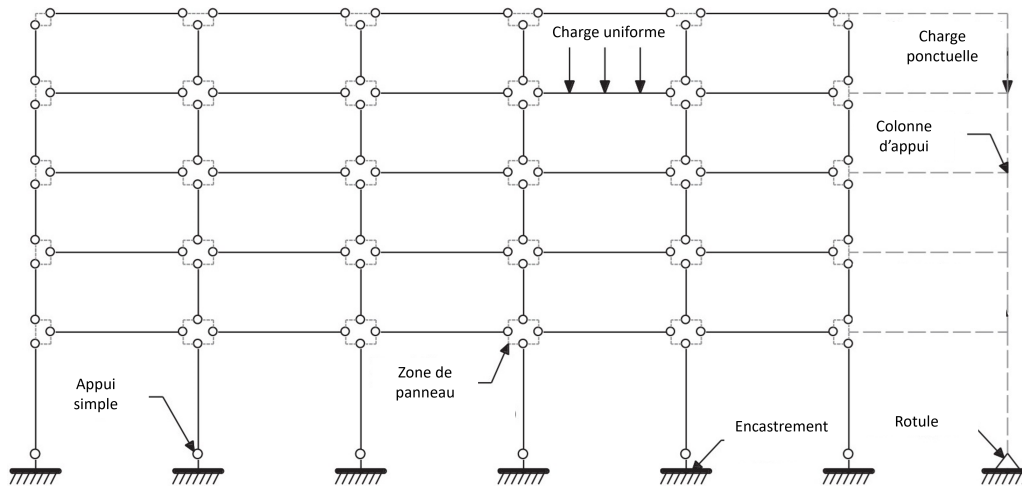 Charge uniforme
Charge
ponctuelle
Colonne
d'appui
Zone de
panneau
Appui
simple
Encastrement
Rotule